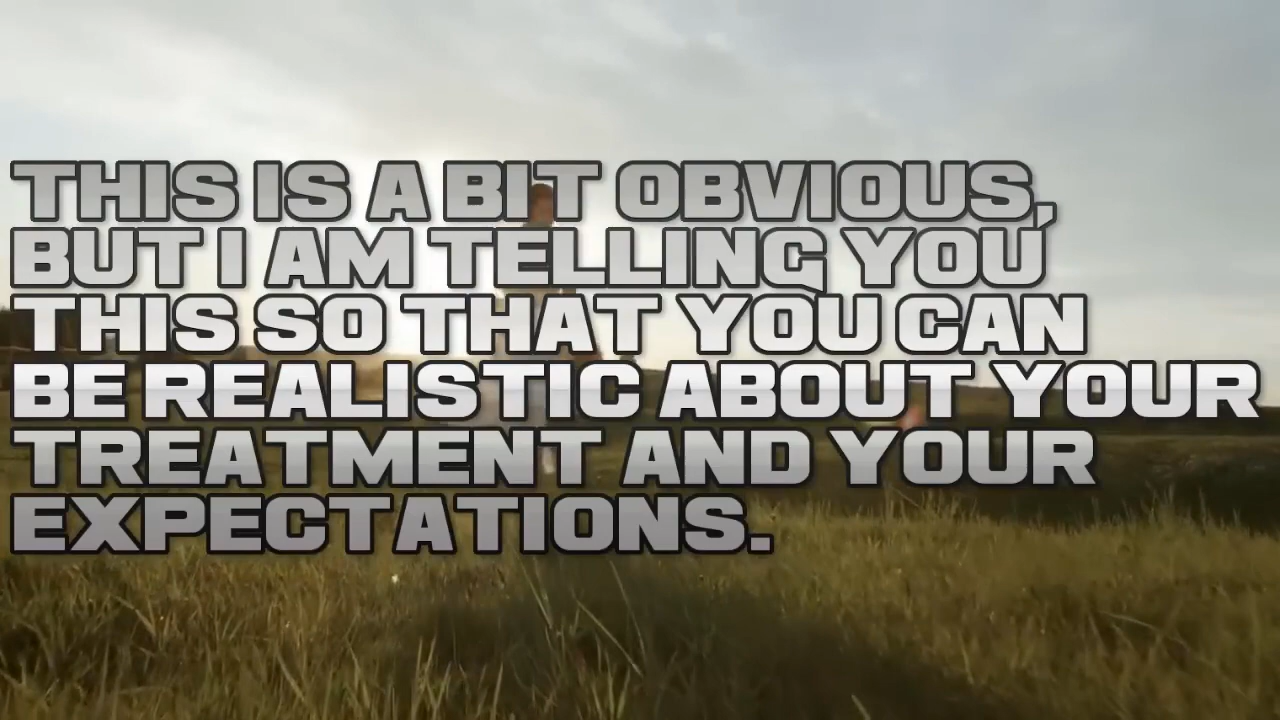 THIS IS A BIT OBVIOUS,
BUT I AM TELLING YOU
THIS SO THAT YOU CAN
BE REALISTIC ABOUT YOUR
TREATMENT AND YOUR
EXPECTATIONS.